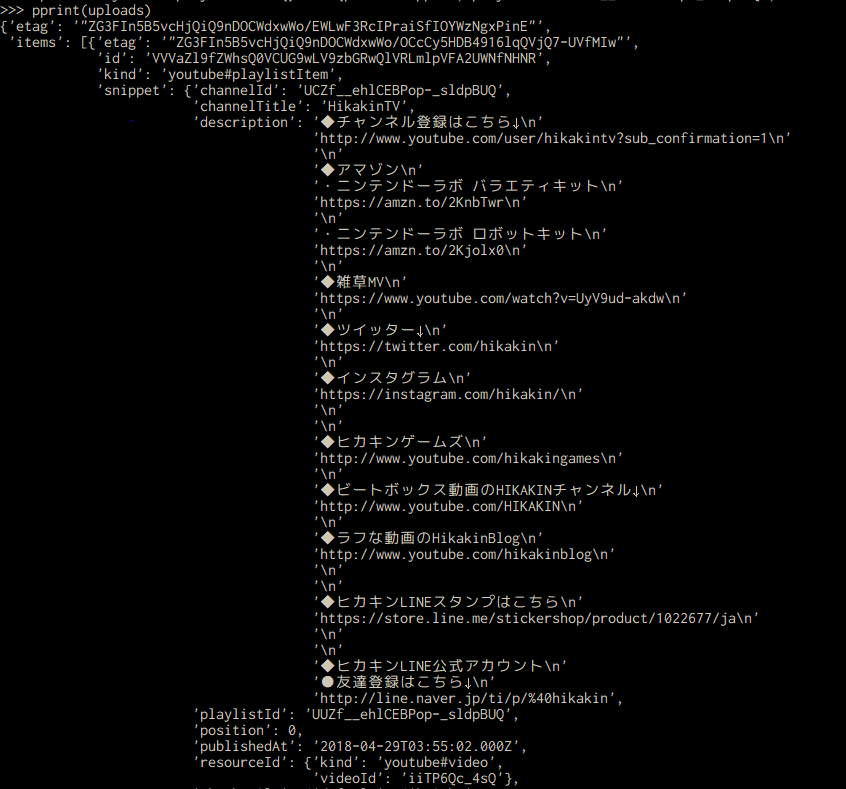 >>> pprint(uploads)
{'etag': '"ZG3FIn5B5vcHjQiQ9nDOCWdxwWo/EWLwF3RcIPraiSfIOYWzNgxPinE"',
'items': [{'etag': '"ZG3FIn5B5vcHjQiQ9nDOCWdxwWo/OCcCy5HDB4916lqQVjQ7-UVfMIw"',
'id': 'VVVaZl9fZWhsQ0VCUG9wLV9zbGRwQlVRLmlpVFA2UWNfNHNR',
'kind': 'youtube#playlistItem',
'snippet': {'channelId': 'UCZf__ehlCEBPop-_sldpBUQ',
'channelTitle': 'HikakinTV',
'description': '◆チャンネル登録はこちら↓\n'
'http://www.youtube.com/user/hikakintv?sub_confirmation=1\n'
'\n'
'◆アマゾン\n'
'・ニンテンドーラボ バラエティキット\n'
'https://amzn.to/2KnbTwr\n'
'\n'
'・ニンテンドーラボ ロボットキット\n'
'https://amzn.to/2Kjolx0\n'
'\n'
'◆雑草MV\n'
'https://www.youtube.com/watch?v=UyV9ud-akdw\n'
'\n'
'◆ツイッター↓\n'
'https://twitter.com/hikakin\n'
'\n'
'◆インスタグラム\n'
'https://instagram.com/hikakin/\n'
'\n'
'\n'
'◆ヒカキンゲームズ\n'
'http://www.youtube.com/hikakingames\n'
'\n'
'◆ビートボックス動画のHIKAKINチャンネル↓\n'
'http://www.youtube.com/HIKAKIN\n'
'\n'
'◆ラフな動画のHikakinBlog\n'
'http://www.youtube.com/hikakinblog\n'
'\n'
'\n'
'◆ヒカキンLINEスタンプはこちら\n'
'https://store.line.me/stickershop/product/1022677/ja\n'
'\n'
'\n'
'◆ヒカキンLINE公式アカウント\n'
'●友達登録はこちら↓\n'
'http://line.naver.jp/ti/p/%40hikakin',
'playlistId': 'UUZf__ehlCEBPop-_sldpBUQ',
'position': 0,
'publishedAt': '2018-04-29T03:55:02.000Z',
'resourceId': {'kind': 'youtube#video',
'videoId': 'iiTP6Qc_4sQ'},